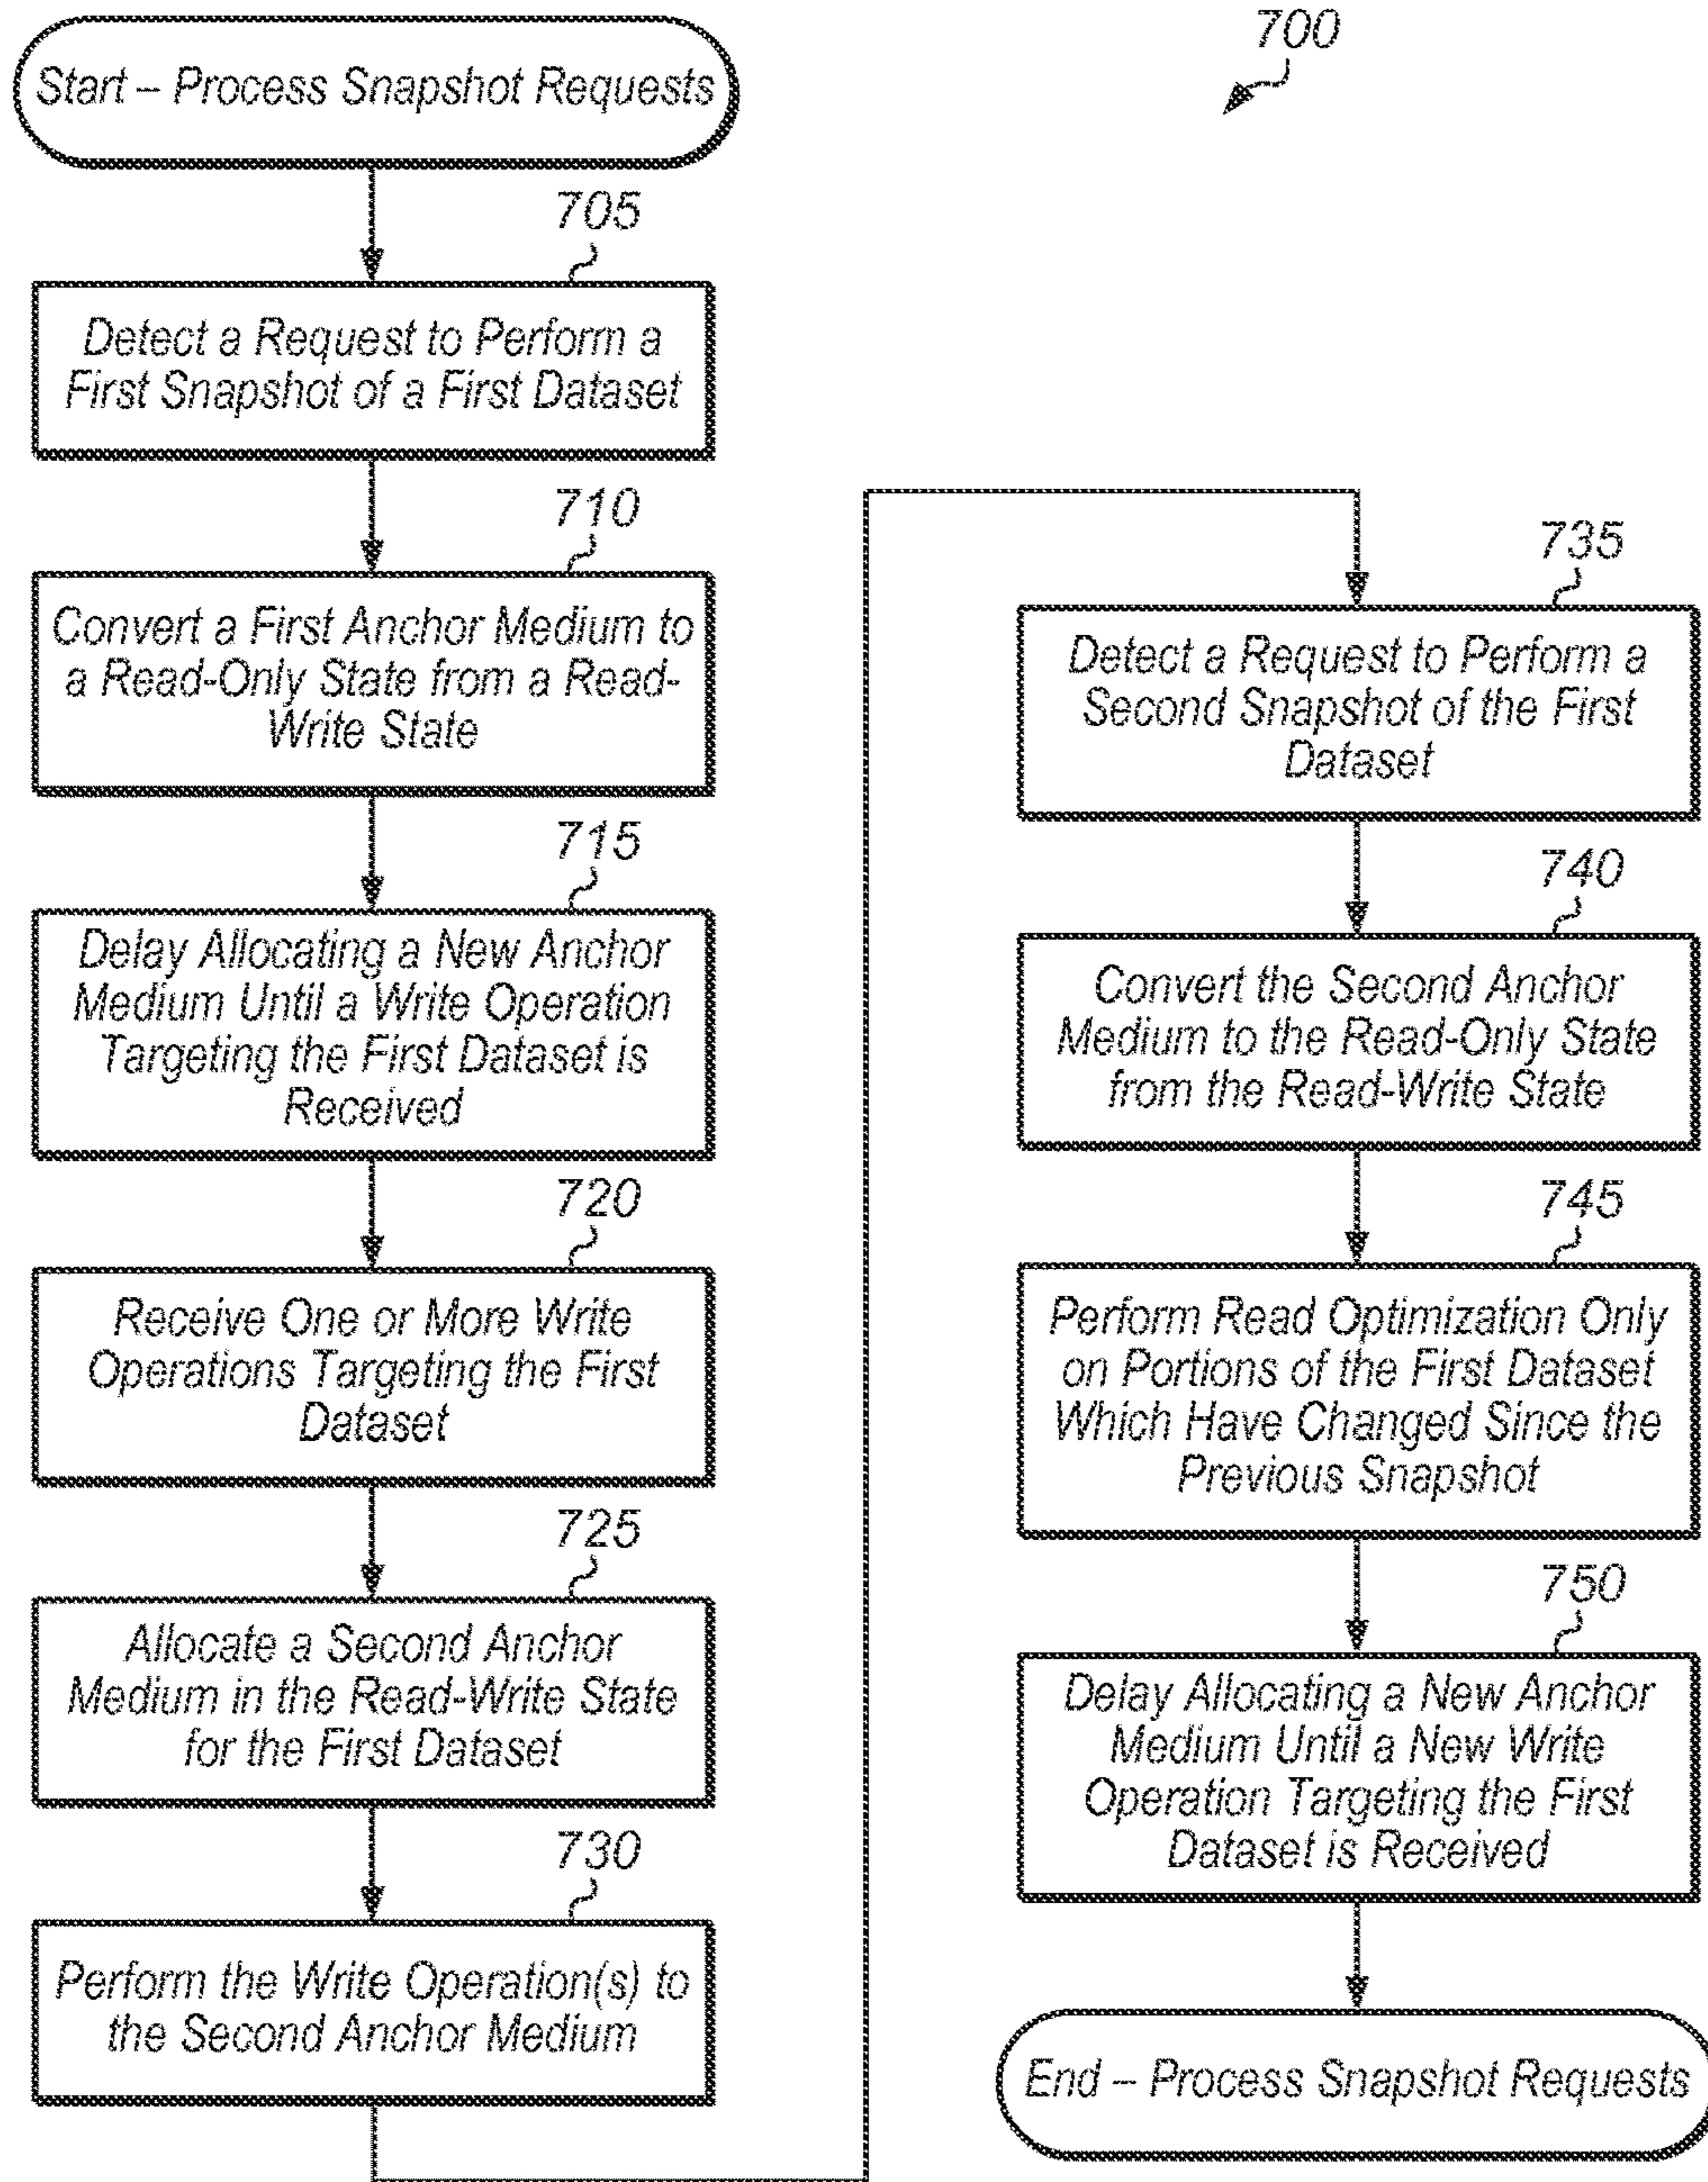 700
Start – Process Snapshot Requests
705
Detect a Request to Perform a
First Snapshot of a First Dataset
710
Convert a First Anchor Medium to
a Read-Only State from a Read-
Write State
715
Delay Allocating a New Anchor
Medium Until a Write Operation
Targeting the First Dataset is
Received
720
Receive One or More Write
Operations Targeting the First
Dataset
725
Allocate a Second Anchor
Medium in the Read-Write State
for the First Dataset
730
Perform the Write Operation(s) to
the Second Anchor Medium
735
Detect a Request to Perform a
Second Snapshot of the First
Dataset
740
Convert the Second Anchor
Medium to the Read-Only State
from the Read-Write State
745
Perform Read Optimization Only
on Portions of the First Dataset
Which Have Changed Since the
Previous Snapshot
750
Delay Allocating a New Anchor
Medium Until a New Write
Operation Targeting the First
Dataset is Received
End – Process Snapshot Requests